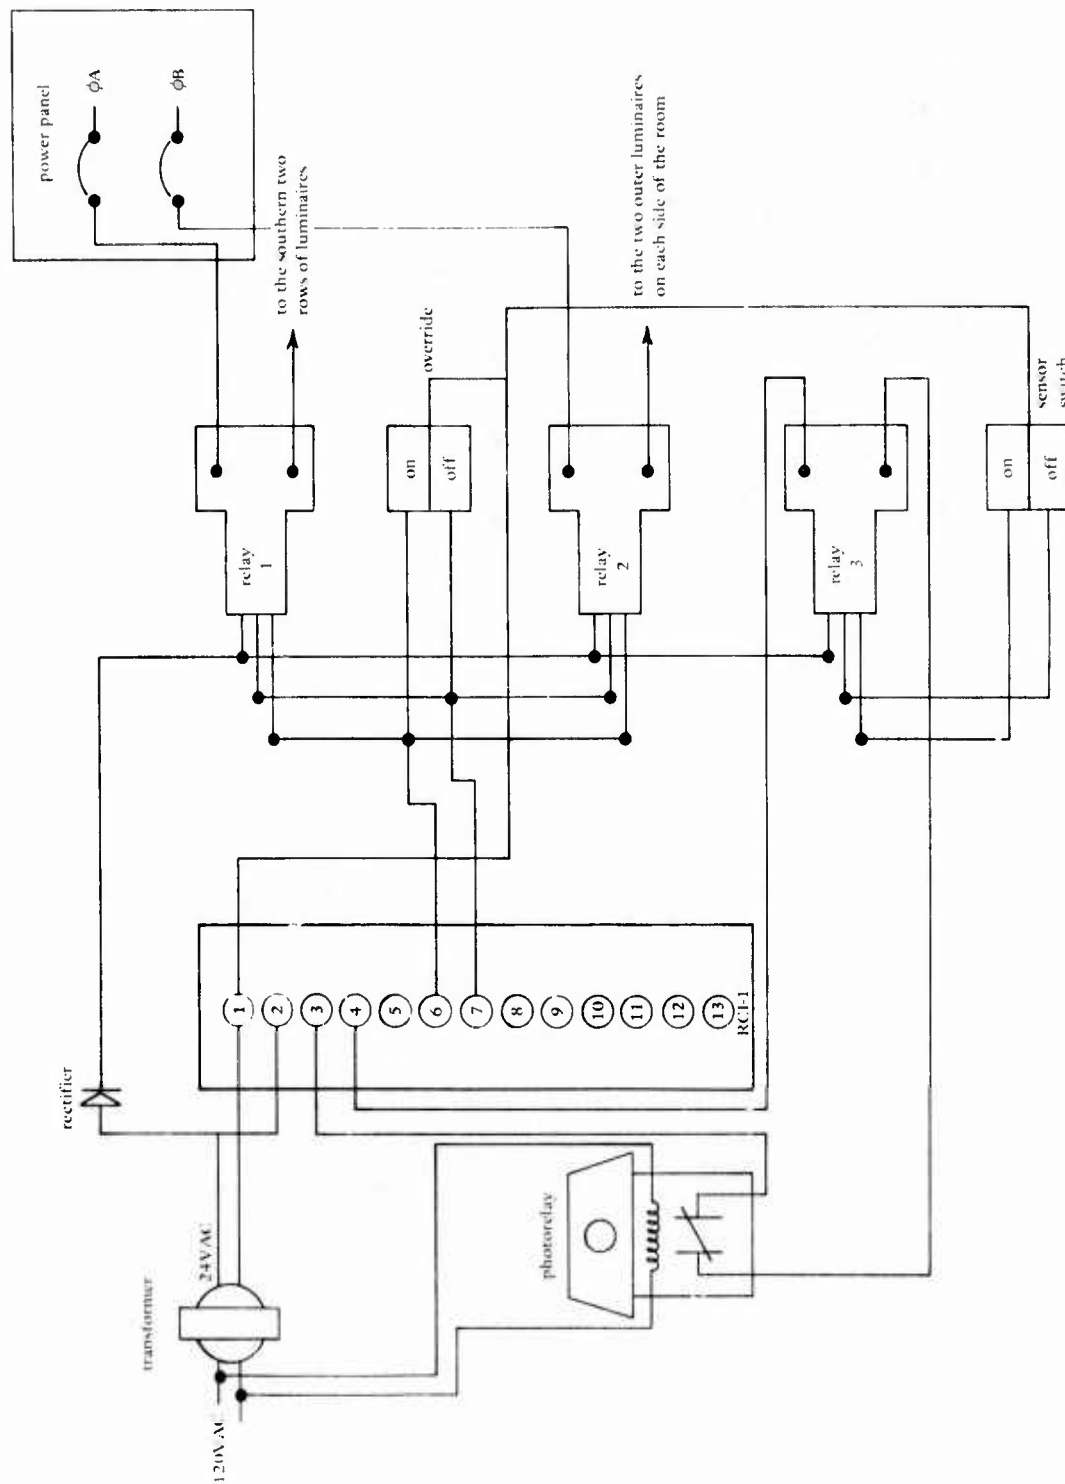 power panel
ϕA
ϕB
to the southern two
rows of luminaires
to the two outer luminaires
on each side of the room
override
on
off
relay
1
relay
2
relay
3
on
off
sensor
switch
1
2
3
4
5
6
7
8
9
10
11
12
13
RCI-1
rectifier
24VAC
transformer
120VAC
photorelay